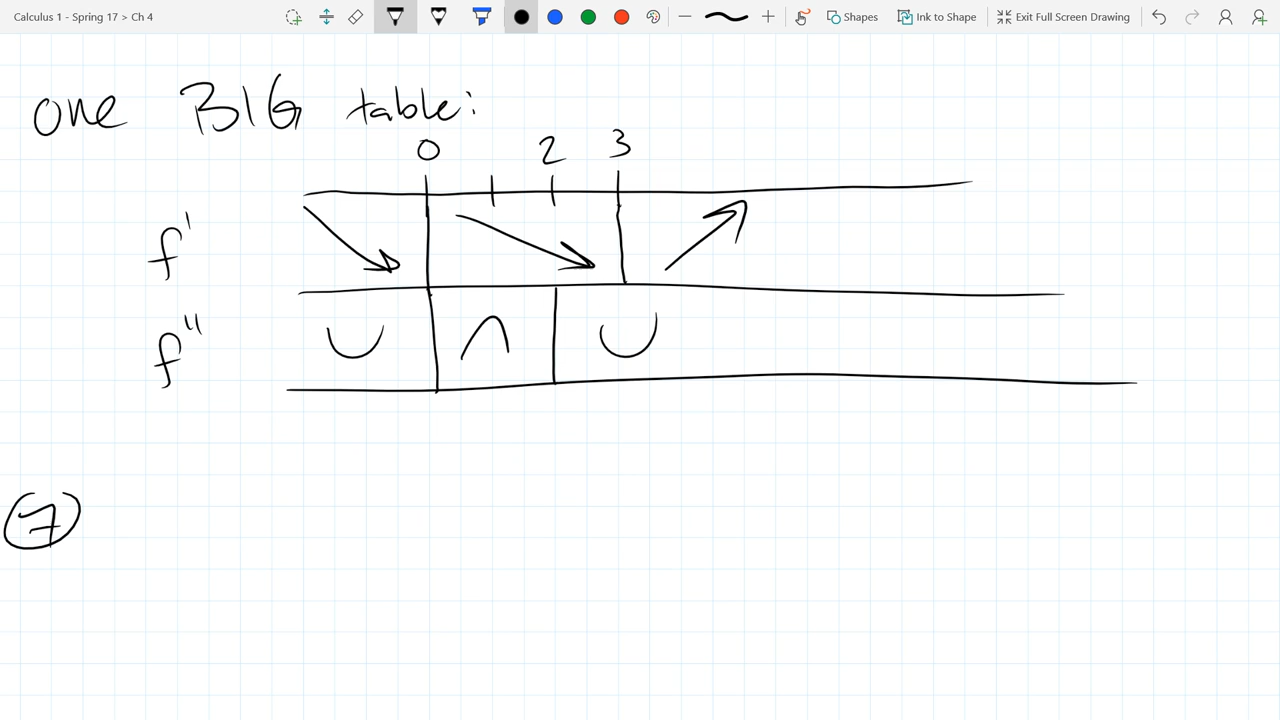 Calculus 1 - Spring 17 > Ch 4
Shapes
Ink to Shape
Exit Full Screen Drawing
one BIG table:
0 2 3
f'
f"
7